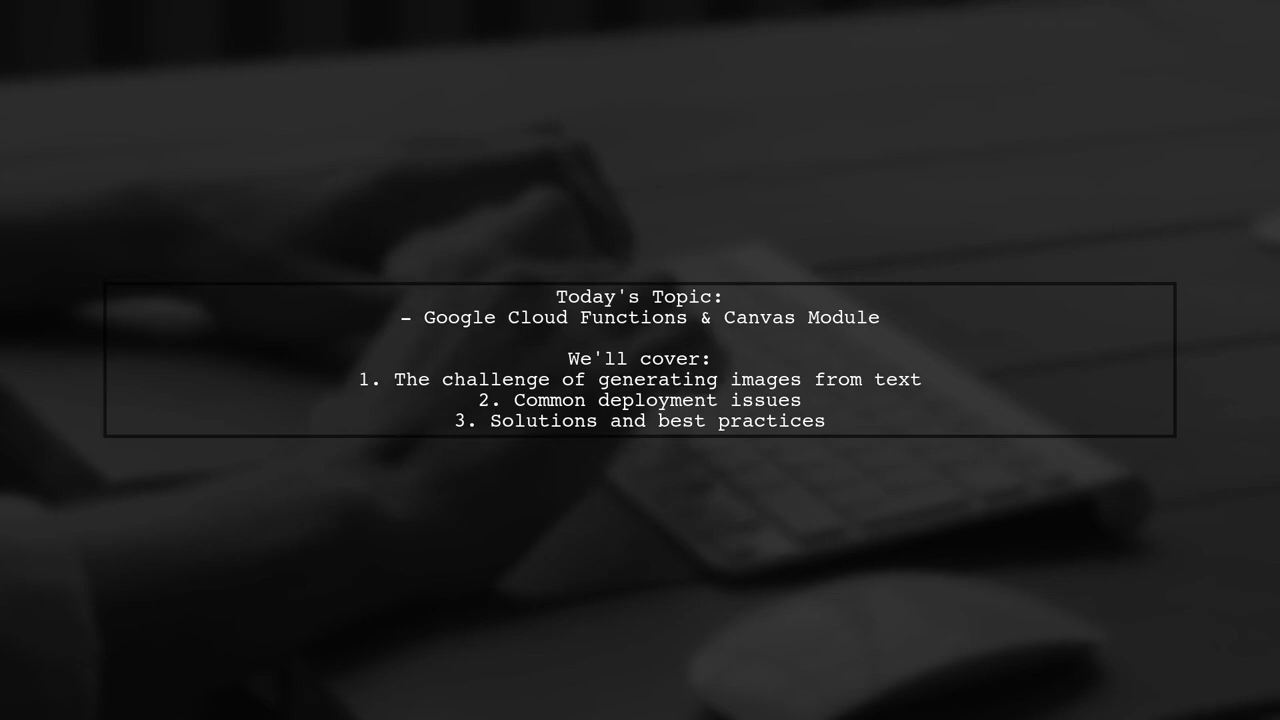 Today's Topic:
- Google Cloud Functions & Canvas Module
We'll cover:
1. The challenge of generating images from text
2. Common deployment issues
3. Solutions and best practices